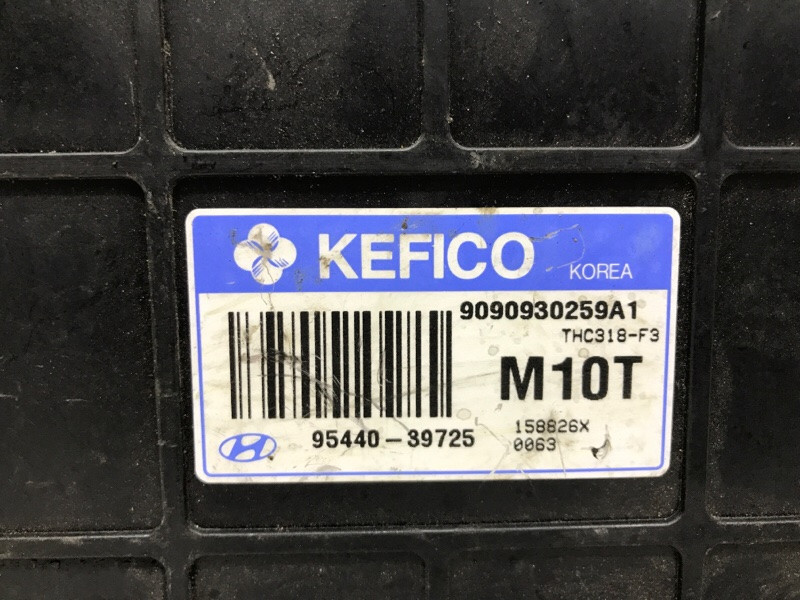 KEFICO KOREA
9090930259A1
THC318-F3
M10T
95440-39725
158826X
0063